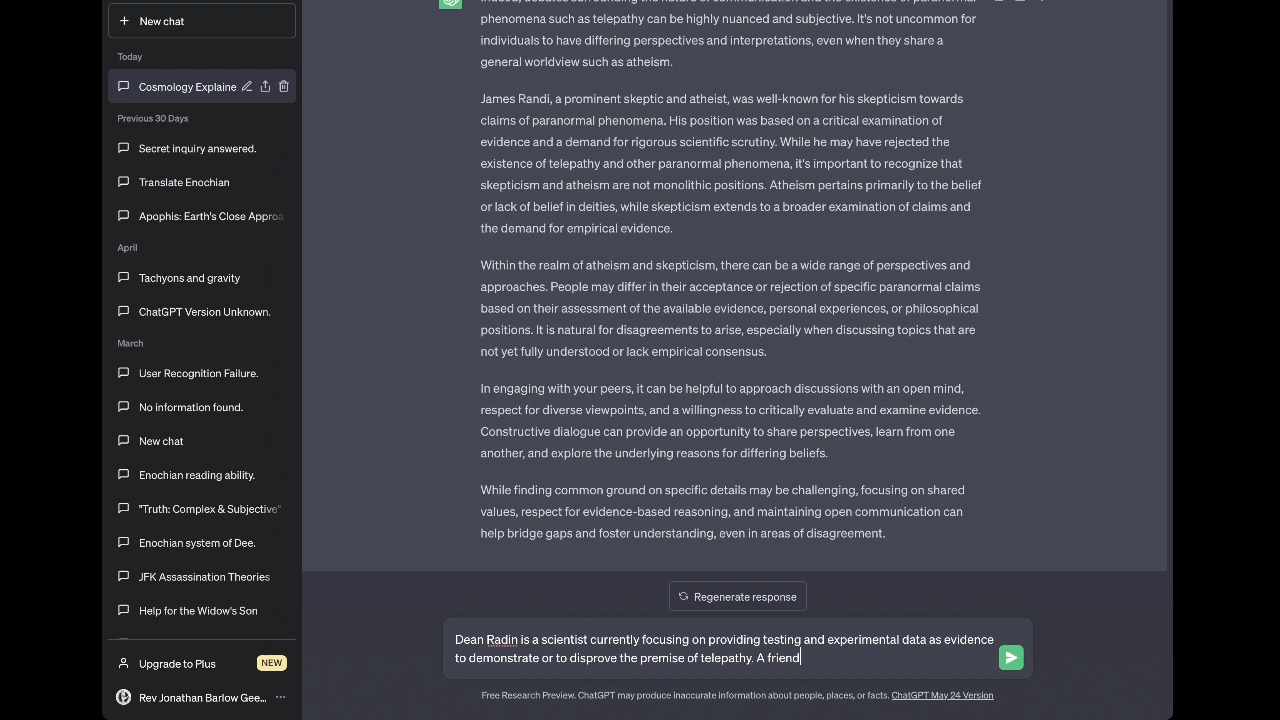 New chat
Today
Cosmology Explaine
Previous 30 Days
Secret inquiry answered.
Translate Enochian
Apophis: Earth's Close Approa
April
Tachyons and gravity
ChatGPT Version Unknown.
March
User Recognition Failure.
No information found.
New chat
Enochian reading ability.
"Truth: Complex & Subjective"
Enochian system of Dee.
JFK Assassination Theories
Help for the Widow's Son
Upgrade to Plus
NEW
Rev Jonathan Barlow Gee...
Indeed, debates surrounding the nature of communication and the existence of paranormal
phenomena such as telepathy can be highly nuanced and subjective. It's not uncommon for
individuals to have differing perspectives and interpretations, even when they share a
general worldview such as atheism.
James Randi, a prominent skeptic and atheist, was well-known for his skepticism towards
claims of paranormal phenomena. His position was based on a critical examination of
evidence and a demand for rigorous scientific scrutiny. While he may have rejected the
existence of telepathy and other paranormal phenomena, it's important to recognize that
skepticism and atheism are not monolithic positions. Atheism pertains primarily to the belief
or lack of belief in deities, while skepticism extends to a broader examination of claims and
the demand for empirical evidence.
Within the realm of atheism and skepticism, there can be a wide range of perspectives and
approaches. People may differ in their acceptance or rejection of specific paranormal claims
based on their assessment of the available evidence, personal experiences, or philosophical
positions. It is natural for disagreements to arise, especially when discussing topics that are
not yet fully understood or lack empirical consensus.
In engaging with your peers, it can be helpful to approach discussions with an open mind,
respect for diverse viewpoints, and a willingness to critically evaluate and examine evidence.
Constructive dialogue can provide an opportunity to share perspectives, learn from one
another, and explore the underlying reasons for differing beliefs.
While finding common ground on specific details may be challenging, focusing on shared
values, respect for evidence-based reasoning, and maintaining open communication can
help bridge gaps and foster understanding, even in areas of disagreement.
Regenerate response
Dean Radin is a scientist currently focusing on providing testing and experimental data as evidence
to demonstrate or to disprove the premise of telepathy. A friend
Free Research Preview. ChatGPT may produce inaccurate information about people, places, or facts. ChatGPT May 24 Version